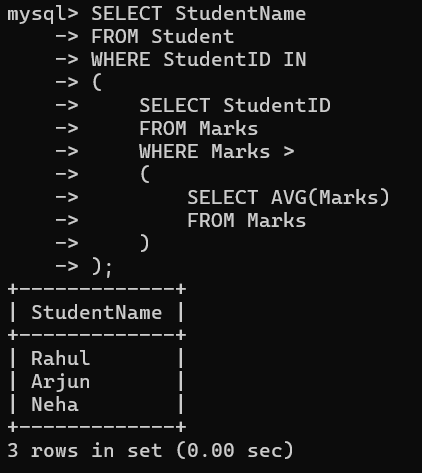 mysql> SELECT StudentName
    -> FROM Student
    -> WHERE StudentID IN
    -> (
    ->     SELECT StudentID
    ->     FROM Marks
    ->     WHERE Marks >
    ->     (
    ->         SELECT AVG(Marks)
    ->         FROM Marks
    ->     )
    -> );
+-------------+
| StudentName |
+-------------+
| Rahul       |
| Arjun       |
| Neha        |
+-------------+
3 rows in set (0.00 sec)